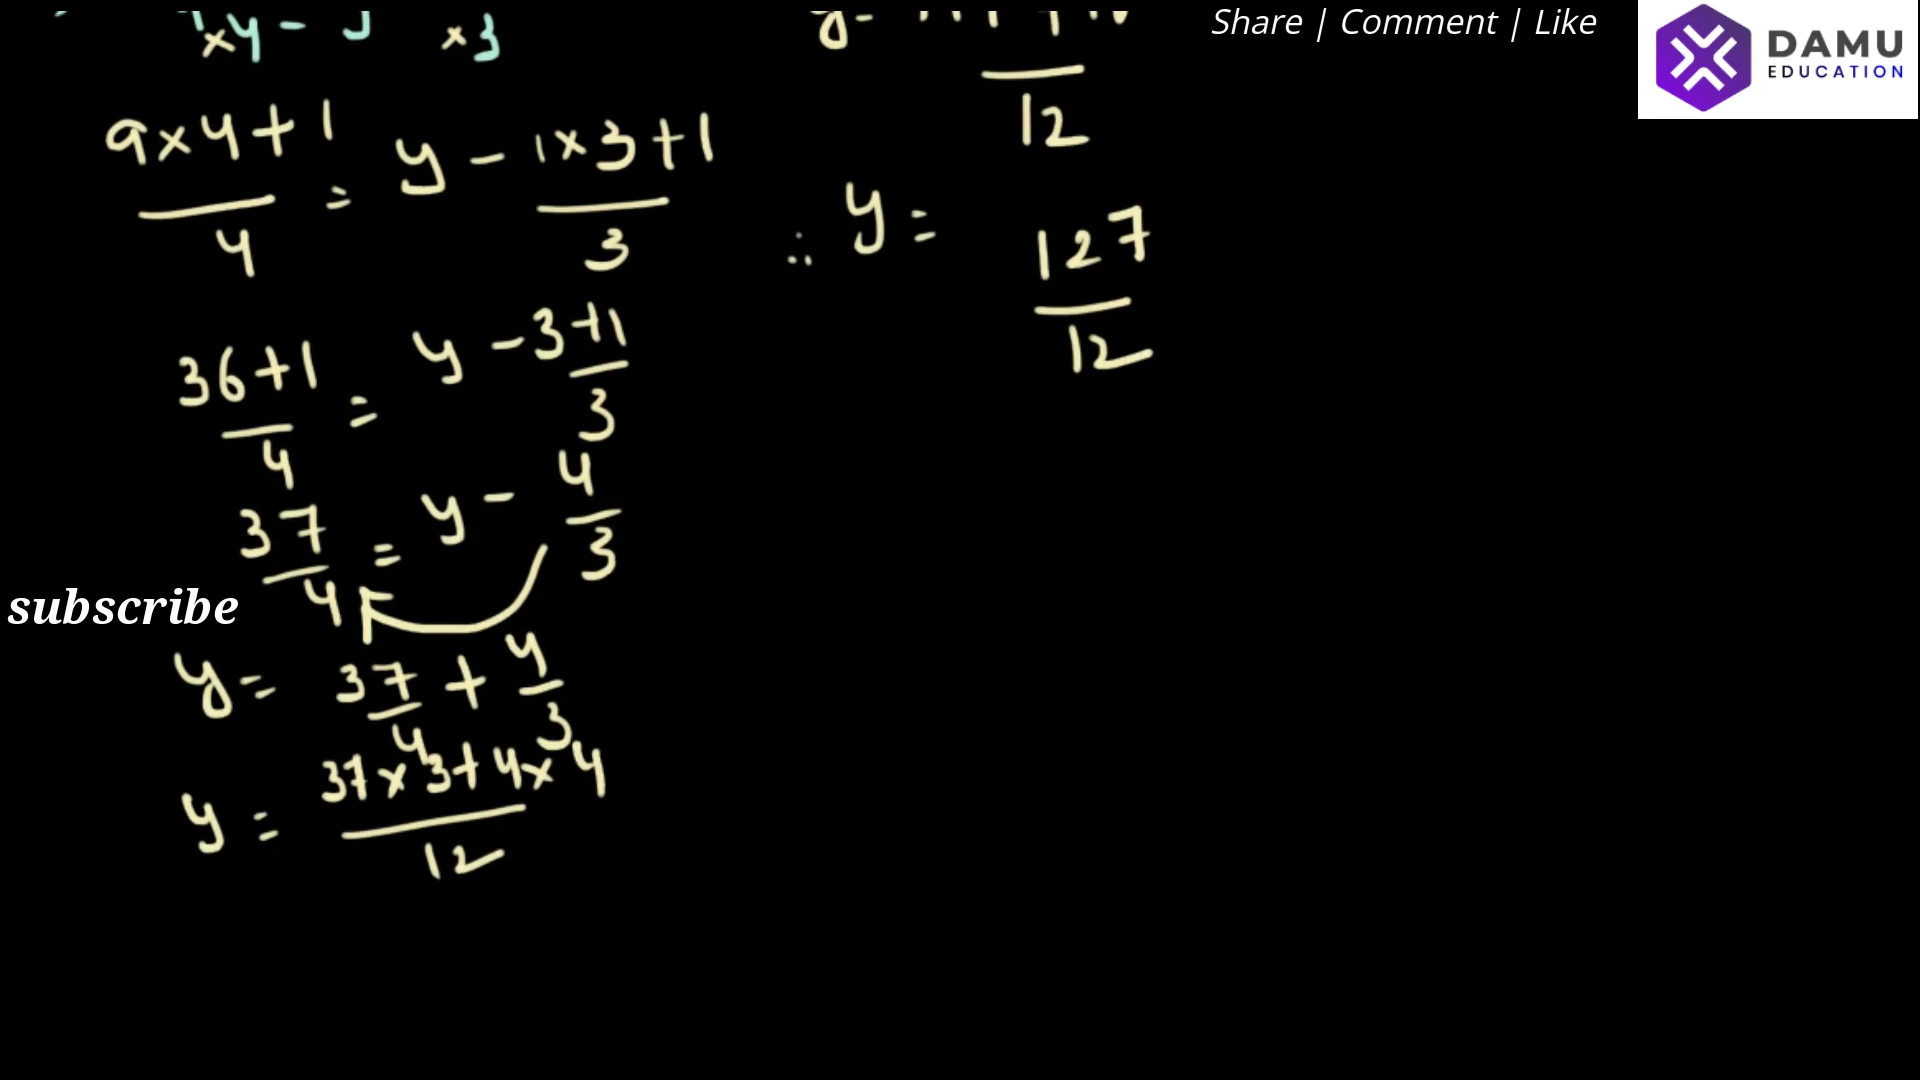 ×4 - ×3
(9×4+1)/4 = y - (1×3+1)/3
(36+1)/4 = y - (3+1)/3
37/4 = y - 4/3
y = 37/4 + 4/3
y = (37×3+4×4)/12
y =
12
∴ y = 127/12
Share | Comment | Like
DAMU
EDUCATION
subscribe